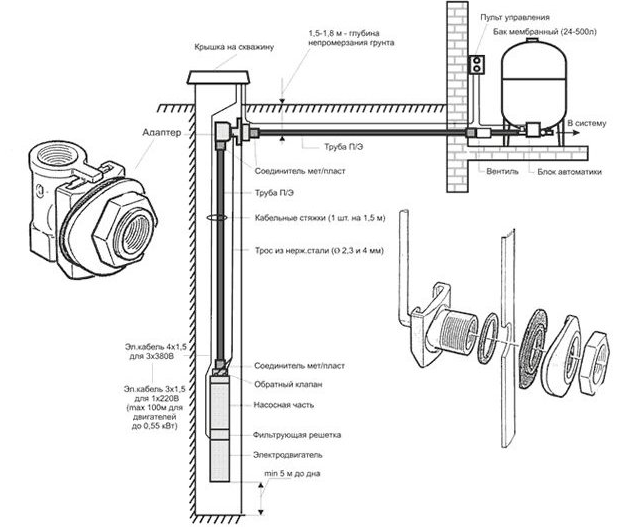 Пульт управления
Бак мембранный (24-500л)
1,5-1,8 м - глубина
непромерзания грунта
Крышка на скважину
В систему
Адаптер
Труба П/Э
Вентиль
Блок автоматики
Соединитель мет/пласт
Труба П/Э
Кабельные стяжки (1 шт. на 1,5 м)
Трос из нерж.стали (Ø 2,3 и 4 мм)
Эл.кабель 4х1,5
для 3х380В
Эл.кабель 3х1,5
для 1х220В
(max 100м для
двигателей
до 0,55 кВт)
Соединитель мет/пласт
Обратный клапан
Насосная часть
Фильтрующая решетка
Электродвигатель
min 5 м до дна